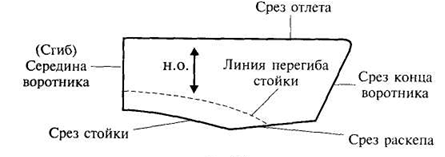 Срез отлета
(Сгиб)
Середина
воротника
н.о.
Линия перегиба
стойки
Срез конца
воротника
Срез стойки
Срез раскепа